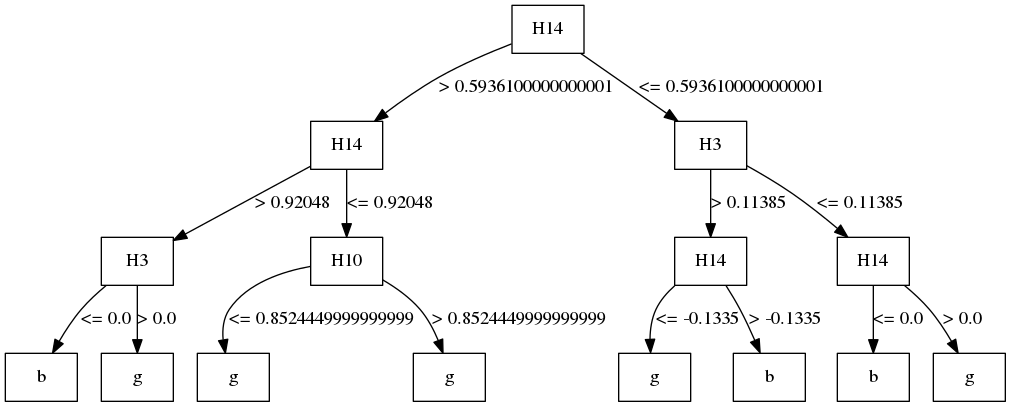 H14
> 0.5936100000000001
<= 0.5936100000000001
H14
H3
> 0.92048
<= 0.92048
> 0.11385
<= 0.11385
H3
H10
H14
H14
<= 0.0
> 0.0
<= 0.8524449999999999
> 0.8524449999999999
<= -0.1335
> -0.1335
<= 0.0
> 0.0
b
g
g
g
g
b
b
g